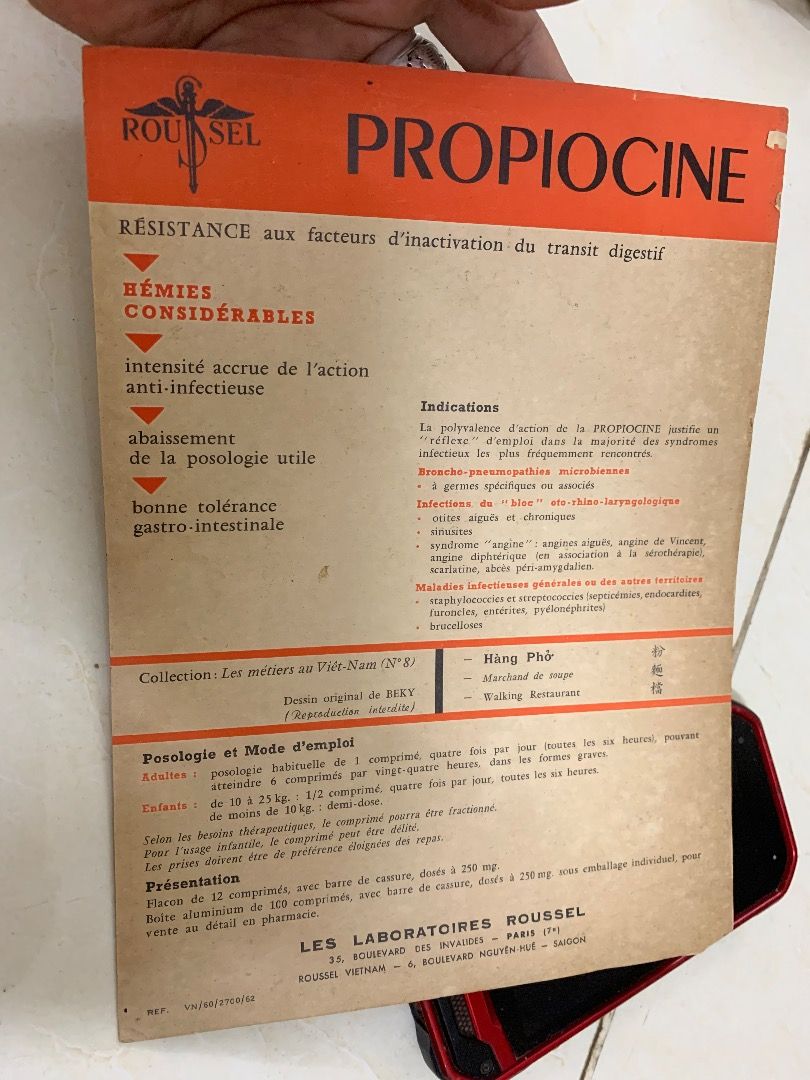 ROUSSEL
PROPIOCINE
RÉSISTANCE aux facteurs d'inactivation du transit digestif
HÉMIES
CONSIDÉRABLES
intensité accrue de l'action
anti-infectieuse
abaissement
de la posologie utile
bonne tolérance
gastro-intestinale
Indications
La polyvalence d'action de la PROPIOCINE justifie un
"réflexe" d'emploi dans la majorité des syndromes
infectieux les plus fréquemment rencontrés.
Broncho-pneumopathies microbiennes
• à germes spécifiques ou associés
Infections du "bloc" oto-rhino-laryngologique
• otites aiguës et chroniques
• sinusites
• syndrome "angine": angines aiguës, angine de Vincent,
angine diphtérique (en association à la sérothérapie),
scarlatine, abcès péri-amygdalien.
Maladies infectieuses générales ou des autres territoires
• staphylococcies et streptococcies (septicémies, endocardites,
furoncles, entérites, pyélonéphrites)
• brucelloses
Collection: Les métiers au Viêt-Nam (N°8)
Dessin original de BEKY
(Reproduction interdite)
— Hàng Phở
— Marchand de soupe
— Walking Restaurant
粉
麵
檔
Posologie et Mode d'emploi
Adultes : posologie habituelle de 1 comprimé, quatre fois par jour (toutes les six heures), pouvant
atteindre 6 comprimés par vingt-quatre heures, dans les formes graves.
Enfants : de 10 à 25 kg. : 1/2 comprimé, quatre fois par jour, toutes les six heures.
de moins de 10 kg. : demi-dose.
Selon les besoins thérapeutiques, le comprimé pourra être fractionné.
Pour l'usage infantile, le comprimé peut être délité.
Les prises doivent être de préférence éloignées des repas.
Présentation
Flacon de 12 comprimés, avec barre de cassure, dosés à 250 mg.
Boîte aluminium de 100 comprimés, avec barre de cassure, dosés à 250 mg. sous emballage individuel, pour
vente au détail en pharmacie.
LES LABORATOIRES ROUSSEL
35, BOULEVARD DES INVALIDES — PARIS (7e)
ROUSSEL VIETNAM — 6, BOULEVARD NGUYÊN-HUÊ — SAIGON
REF. VN/60/2700/62